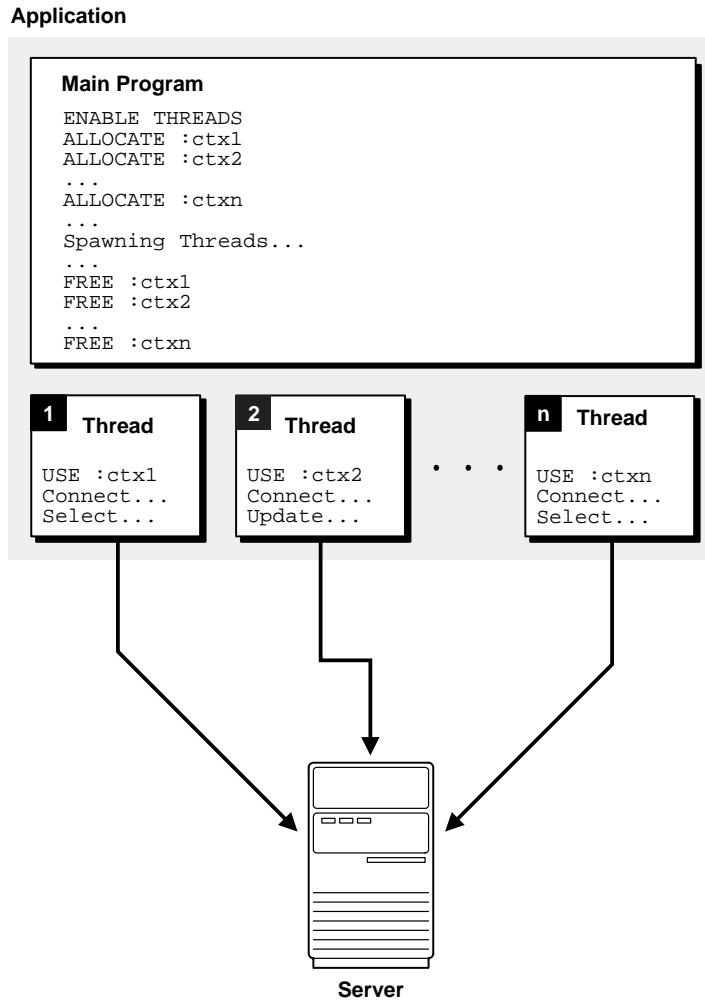 Application
Main Program
ENABLE THREADS
ALLOCATE :ctx1
ALLOCATE :ctx2
...
ALLOCATE :ctxn
...
Spawning Threads...
...
FREE :ctx1
FREE :ctx2
...
FREE :ctxn
1
Thread
USE :ctx1
Connect...
Select...
2
Thread
USE :ctx2
Connect...
Update...
. . .
n
Thread
USE :ctxn
Connect...
Select...
Server